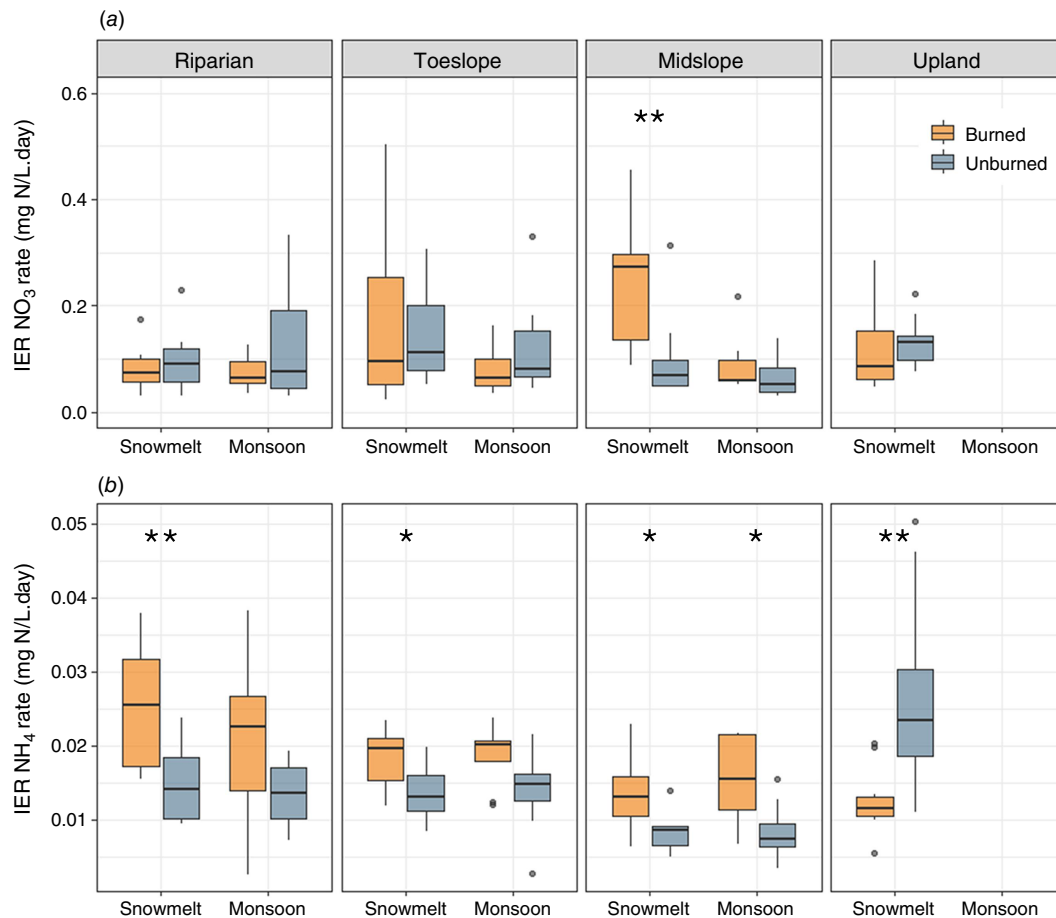 (a)
Riparian Toeslope Midslope Upland
IER NO3 rate (mg N/L.day)
0.6
0.4
0.2
0.0
**
Burned
Unburned
Snowmelt Monsoon Snowmelt Monsoon Snowmelt Monsoon Snowmelt Monsoon
(b)
IER NH4 rate (mg N/L.day)
0.05
0.04
0.03
0.02
0.01
** * * * **
Snowmelt Monsoon Snowmelt Monsoon Snowmelt Monsoon Snowmelt Monsoon